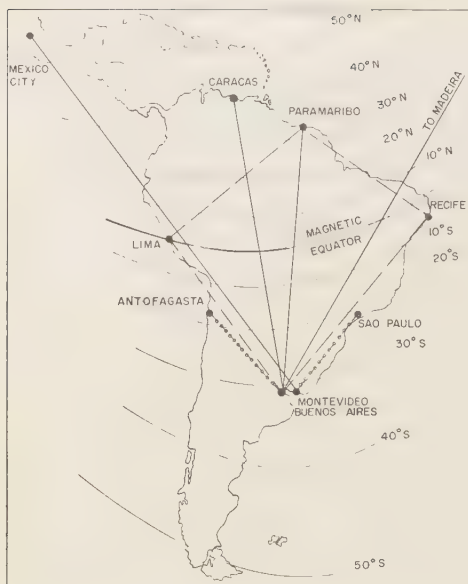 50°N
MEXICO
CITY
CARACAS
40°N
30°N
PARAMARIBO
20°N
TO MADEIRA
10°N
RECIFE
MAGNETIC
EQUATOR
10°S
LIMA
20°S
ANTOFAGASTA
SAO PAULO
30°S
MONTEVIDEO
BUENOS AIRES
40°S
50°S